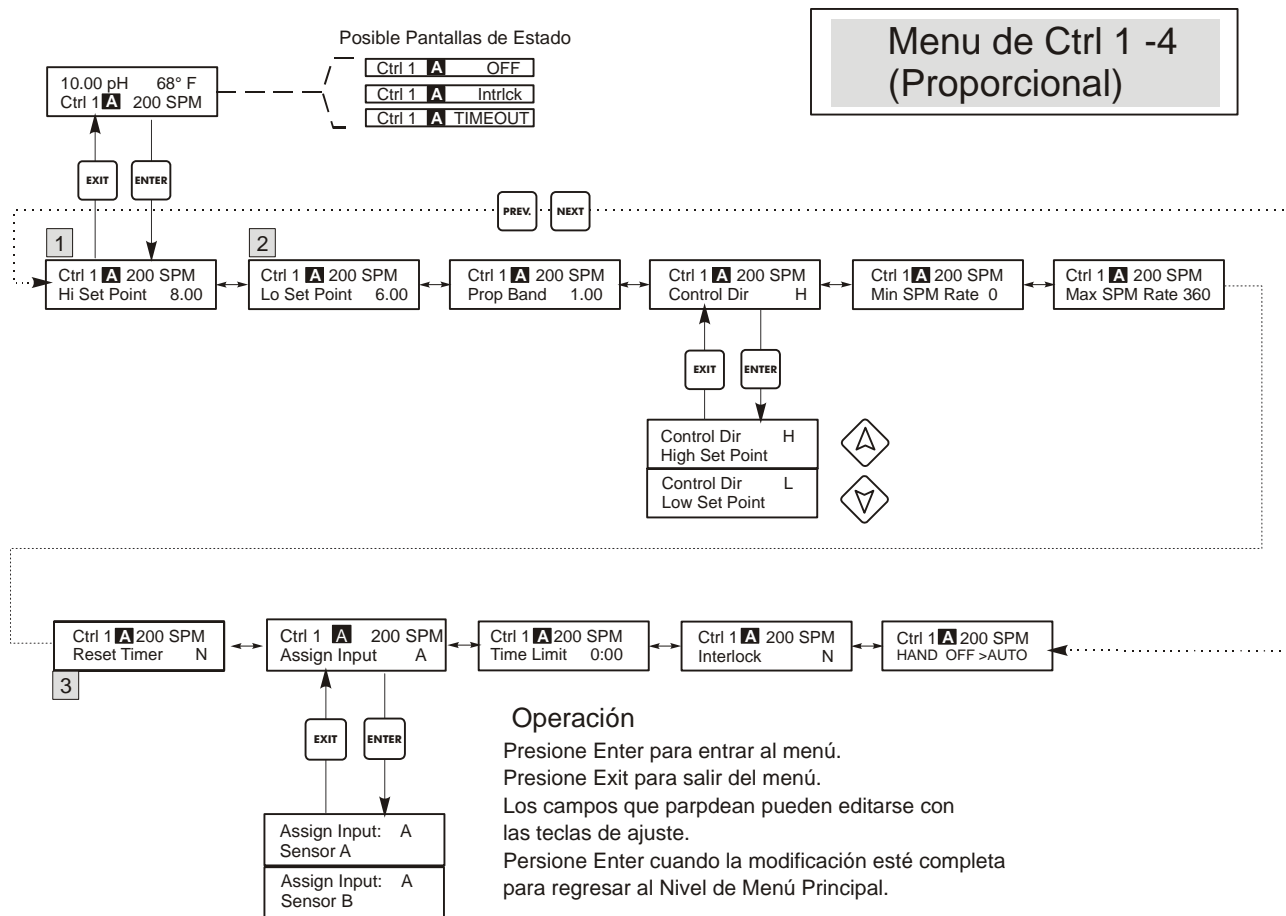 Menu de Ctrl 1 -4
(Proporcional)
Posible Pantallas de Estado
10.00 pH 68° F
Ctrl 1 A 200 SPM
Ctrl 1 A OFF
Ctrl 1 A Intrlck
Ctrl 1 A TIMEOUT
EXIT
ENTER
PREV.
NEXT
1
Ctrl 1 A 200 SPM
Hi Set Point 8.00
2
Ctrl 1 A 200 SPM
Lo Set Point 6.00
Ctrl 1 A 200 SPM
Prop Band 1.00
Ctrl 1 A 200 SPM
Control Dir H
Ctrl 1 A 200 SPM
Min SPM Rate 0
Ctrl 1 A 200 SPM
Max SPM Rate 360
EXIT
ENTER
Control Dir H
High Set Point
Control Dir L
Low Set Point
Ctrl 1 A 200 SPM
Reset Timer N
3
Ctrl 1 A 200 SPM
Assign Input A
Ctrl 1 A 200 SPM
Time Limit 0:00
Ctrl 1 A 200 SPM
Interlock N
Ctrl 1 A 200 SPM
HAND OFF >AUTO
EXIT
ENTER
Assign Input: A
Sensor A
Assign Input: A
Sensor B
Operación
Presione Enter para entrar al menú.
Presione Exit para salir del menú.
Los campos que parpdean pueden editarse con
las teclas de ajuste.
Persione Enter cuando la modificación esté completa
para regresar al Nivel de Menú Principal.